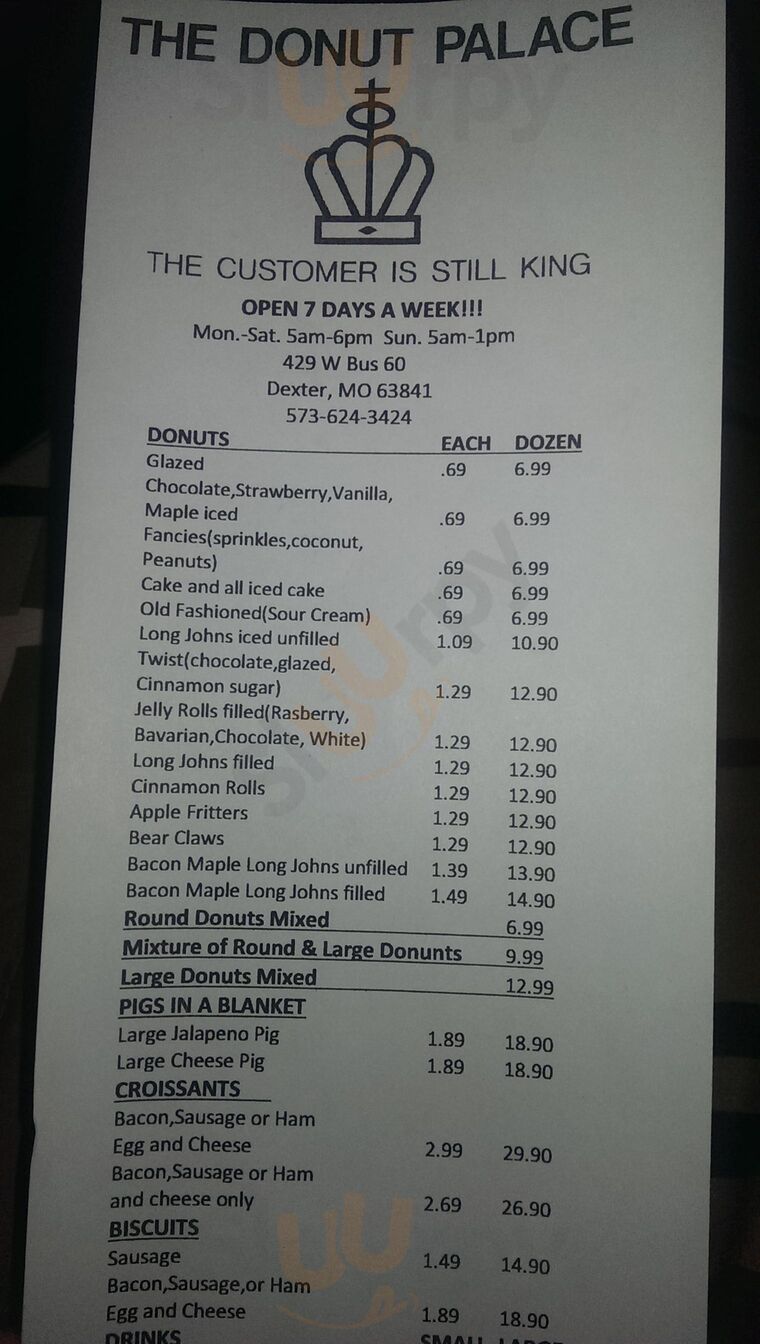 THE DONUT PALACE
THE CUSTOMER IS STILL KING
OPEN 7 DAYS A WEEK!!!
Mon.-Sat. 5am-6pm Sun. 5am-1pm
429 W Bus 60
Dexter, MO 63841
573-624-3424
DONUTS EACH DOZEN
Glazed .69 6.99
Chocolate,Strawberry,Vanilla,
Maple iced .69 6.99
Fancies(sprinkles,coconut,
Peanuts) .69 6.99
Cake and all iced cake .69 6.99
Old Fashioned(Sour Cream) .69 6.99
Long Johns iced unfilled 1.09 10.90
Twist(chocolate,glazed,
Cinnamon sugar) 1.29 12.90
Jelly Rolls filled(Rasberry,
Bavarian,Chocolate, White) 1.29 12.90
Long Johns filled 1.29 12.90
Cinnamon Rolls 1.29 12.90
Apple Fritters 1.29 12.90
Bear Claws 1.29 12.90
Bacon Maple Long Johns unfilled 1.39 13.90
Bacon Maple Long Johns filled 1.49 14.90
Round Donuts Mixed 6.99
Mixture of Round & Large Donunts 9.99
Large Donuts Mixed 12.99
PIGS IN A BLANKET
Large Jalapeno Pig 1.89 18.90
Large Cheese Pig 1.89 18.90
CROISSANTS
Bacon,Sausage or Ham
Egg and Cheese 2.99 29.90
Bacon,Sausage or Ham
and cheese only 2.69 26.90
BISCUITS
Sausage 1.49 14.90
Bacon,Sausage,or Ham
Egg and Cheese 1.89 18.90
DRINKS SMALL LARGE